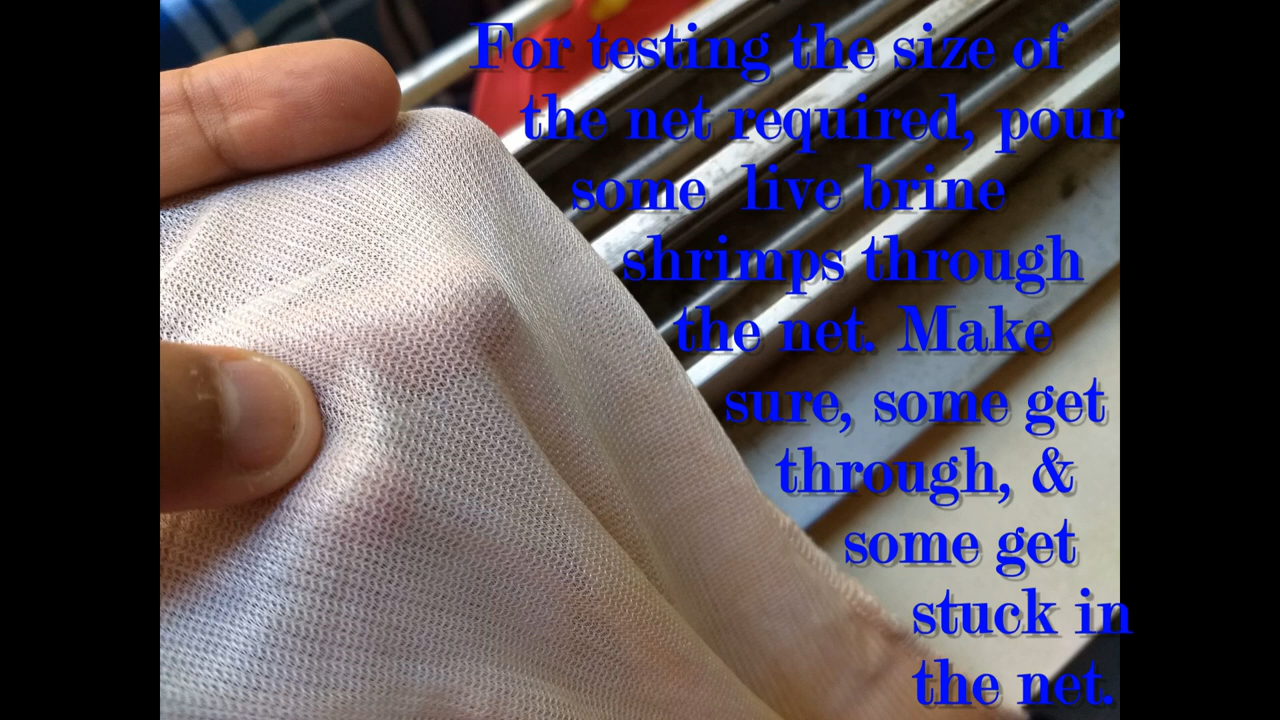 For testing the size of
the net required, pour
some live brine
shrimps through
the net. Make
sure, some get
through, &
some get
stuck in
the net.